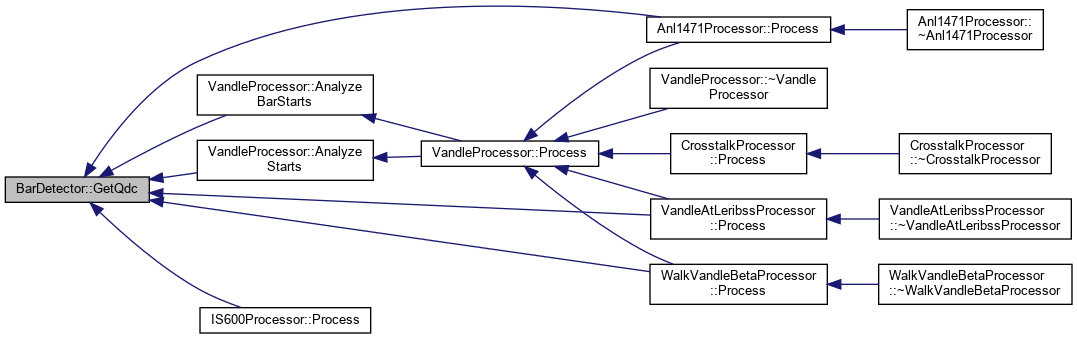 BarDetector::GetQdc
VandleProcessor::Analyze
BarStarts
VandleProcessor::Analyze
Starts
IS600Processor::Process
VandleProcessor::Process
Anl1471Processor::Process
VandleProcessor::~Vandle
Processor
CrosstalkProcessor
::Process
VandleAtLeribssProcessor
::Process
WalkVandleBetaProcessor
::Process
Anl1471Processor::
~Anl1471Processor
CrosstalkProcessor
::~CrosstalkProcessor
VandleAtLeribssProcessor
::~VandleAtLeribssProcessor
WalkVandleBetaProcessor
::~WalkVandleBetaProcessor